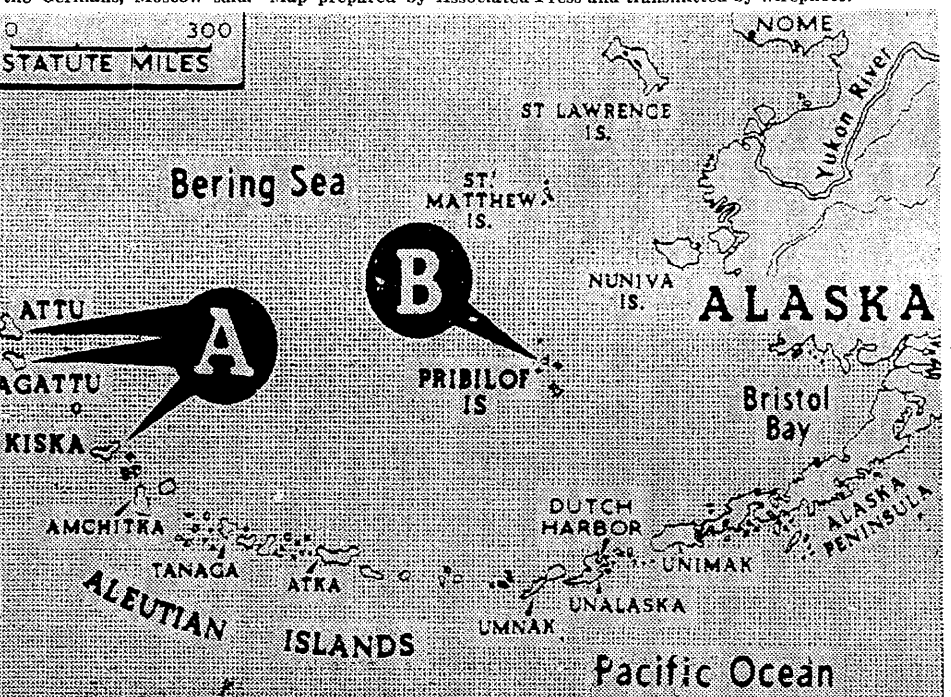 the Germans, Moscow said. Map prepared by Associated Press and transmitted by wirephoto.
0 300
STATUTE MILES
NOME
Yukon River
ST LAWRENCE
IS.
Bering Sea
ST.
MATTHEW
IS.
B
NUNIVA
IS.
ALASKA
ATTU
A
AGATTU
PRIBILOF
IS
Bristol
Bay
KISKA
AMCHITKA
DUTCH
HARBOR
ALASKA
PENINSULA
TANAGA
ATKA
UNIMAK
ALEUTIAN
ISLANDS
UNALASKA
UMNAK
Pacific Ocean